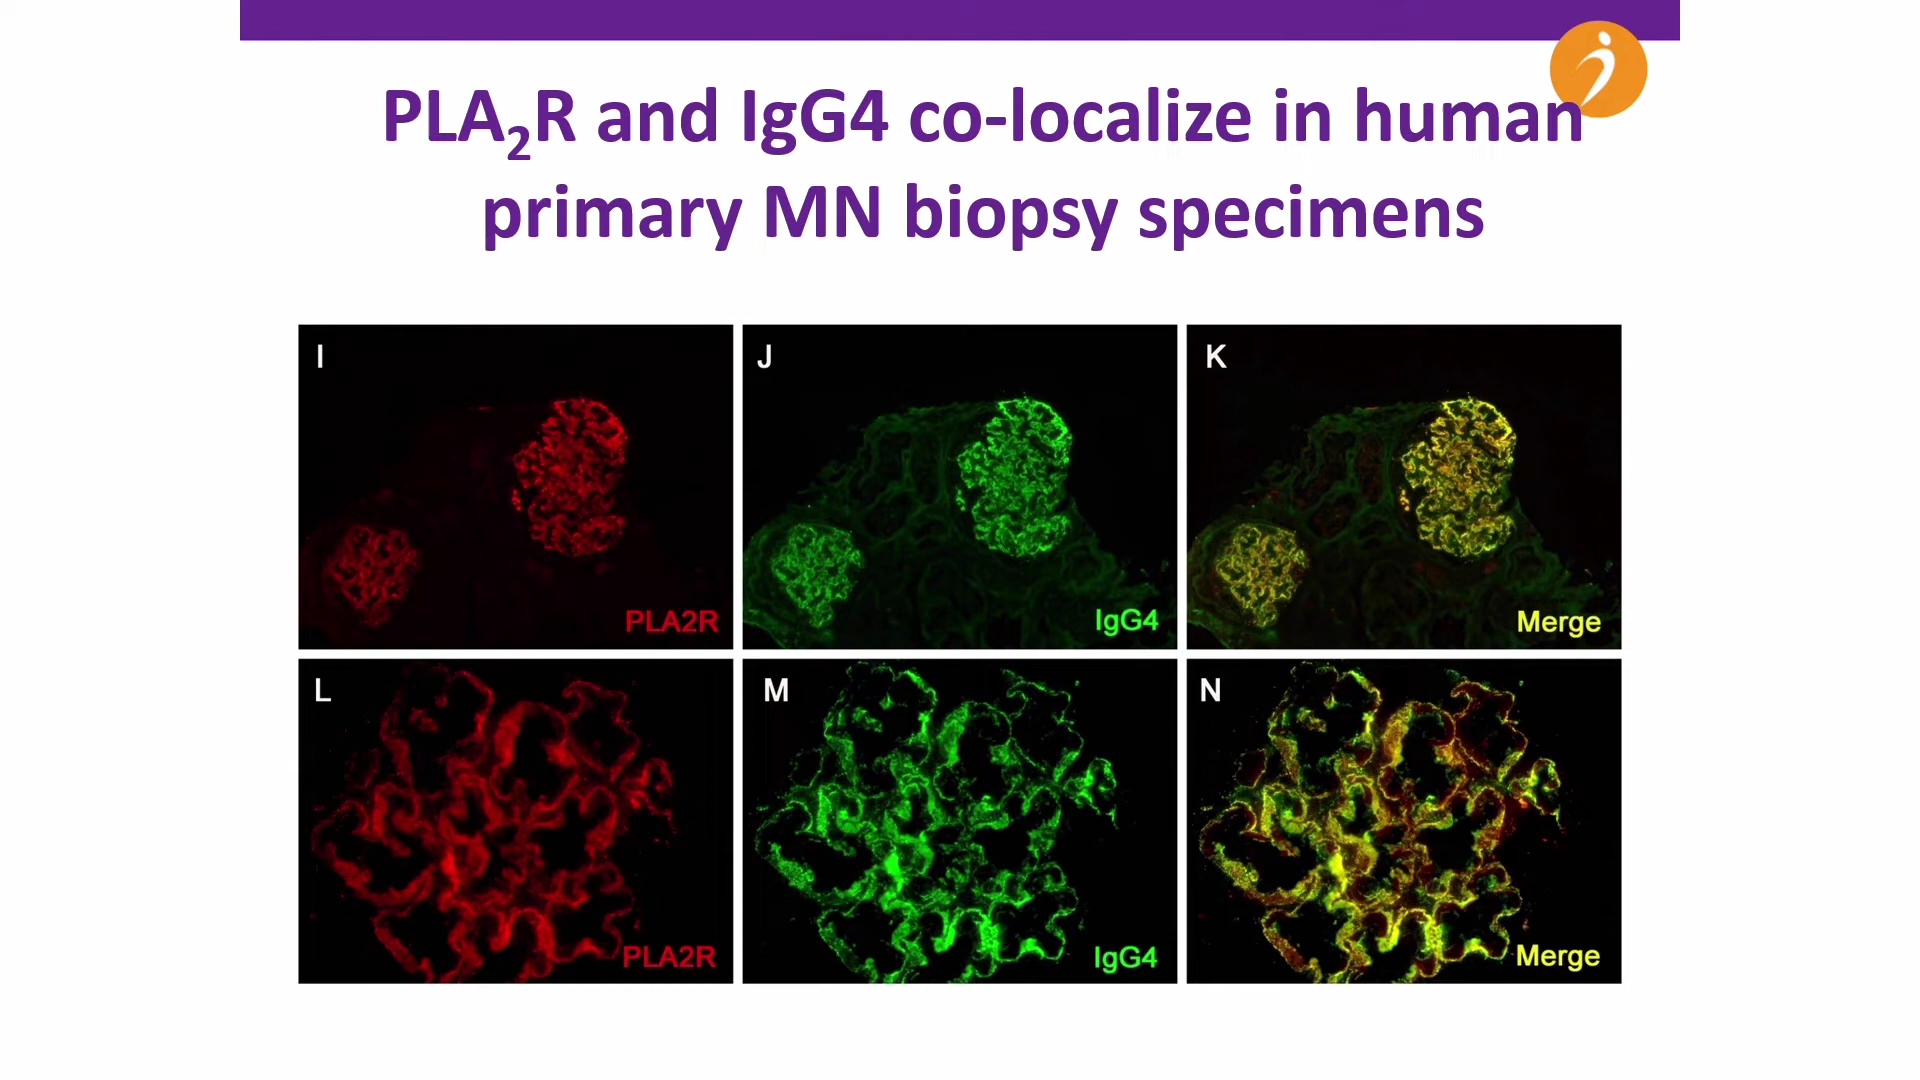 PLA₂R and IgG4 co-localize in human
primary MN biopsy specimens
I
J
K
PLA2R
IgG4
Merge
L
M
N
PLA2R
IgG4
Merge